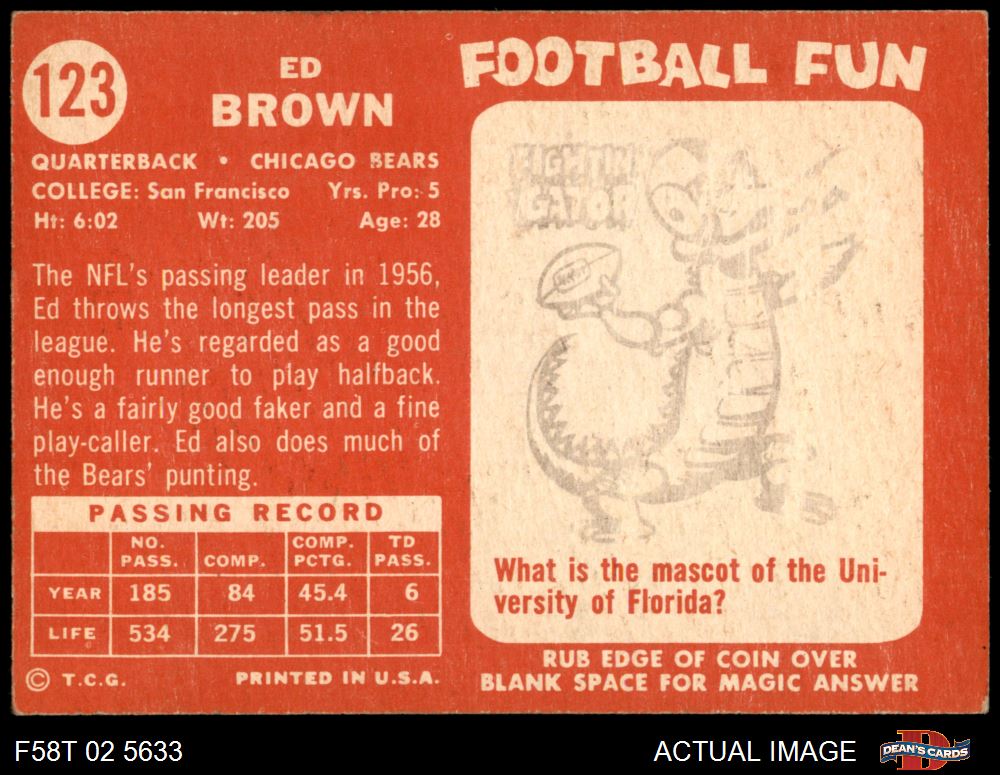 123
ED
BROWN
QUARTERBACK • CHICAGO BEARS
COLLEGE: San Francisco Yrs. Pro: 5
Ht: 6:02 Wt: 205 Age: 28
The NFL's passing leader in 1956,
Ed throws the longest pass in the
league. He's regarded as a good
enough runner to play halfback.
He's a fairly good faker and a fine
play-caller. Ed also does much of
the Bears' punting.
PASSING RECORD
NO. PASS. COMP. COMP. PCTG. TD PASS.
YEAR 185 84 45.4 6
LIFE 534 275 51.5 26
© T.C.G. PRINTED IN U.S.A.
FOOTBALL FUN
FIGHTIN'
GATOR
What is the mascot of the Uni-
versity of Florida?
RUB EDGE OF COIN OVER
BLANK SPACE FOR MAGIC ANSWER
F58T 02 5633
ACTUAL IMAGE
DEAN'S CARDS